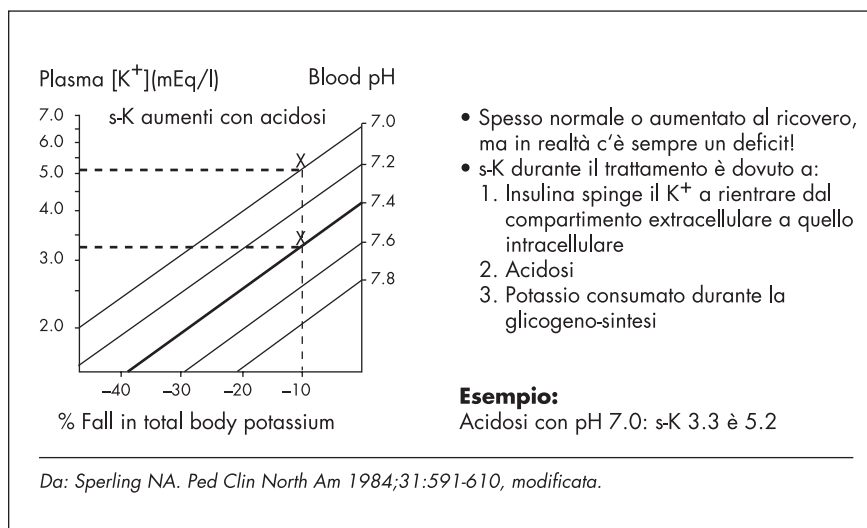 Plasma [K+](mEq/l)
Blood pH
s-K aumenti con acidosi
7.0
6.0
5.0
4.0
3.0
2.0
7.0
7.2
7.4
7.6
7.8
X
X
–40
–30
–20
–10
% Fall in total body potassium
• Spesso normale o aumentato al ricovero,
ma in realtà c'è sempre un deficit!
• s-K durante il trattamento è dovuto a:
1. Insulina spinge il K+ a rientrare dal
compartimento extracellulare a quello
intracellulare
2. Acidosi
3. Potassio consumato durante la
glicogeno-sintesi
Esempio:
Acidosi con pH 7.0: s-K 3.3 è 5.2
Da: Sperling NA. Ped Clin North Am 1984;31:591-610, modificata.